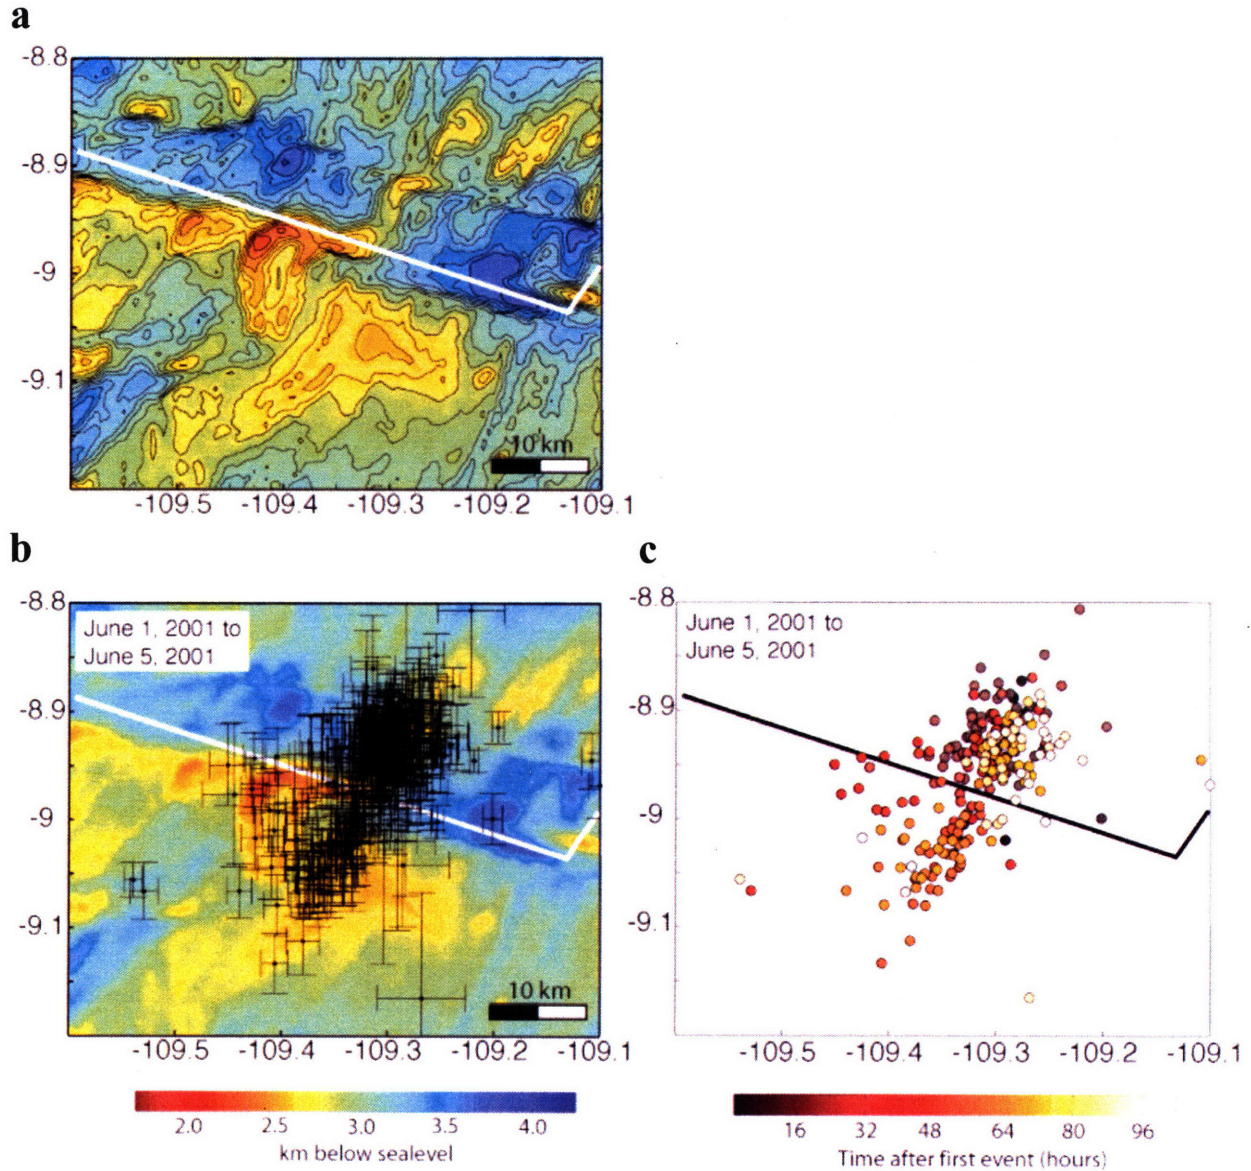 a
-8.8
-8.9
-9
-9.1
10 km
-109.5 -109.4 -109.3 -109.2 -109.1
b
-8.8
June 1, 2001 to
June 5, 2001
-8.9
-9
-9.1
10 km
-109.5 -109.4 -109.3 -109.2 -109.1
2.0 2.5 3.0 3.5 4.0
km below sealevel
c
-8.8
June 1, 2001 to
June 5, 2001
-8.9
-9
-9.1
-109.5 -109.4 -109.3 -109.2 -109.1
16 32 48 64 80 96
Time after first event (hours)